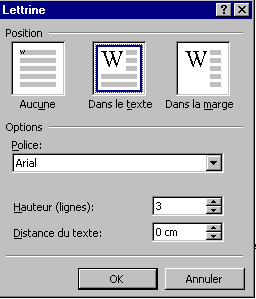 Lettrine
Position
W
W
W
Aucune
Dans le texte
Dans la marge
Options
Police:
Arial
Hauteur (lignes):
3
Distance du texte:
0 cm
OK
Annuler